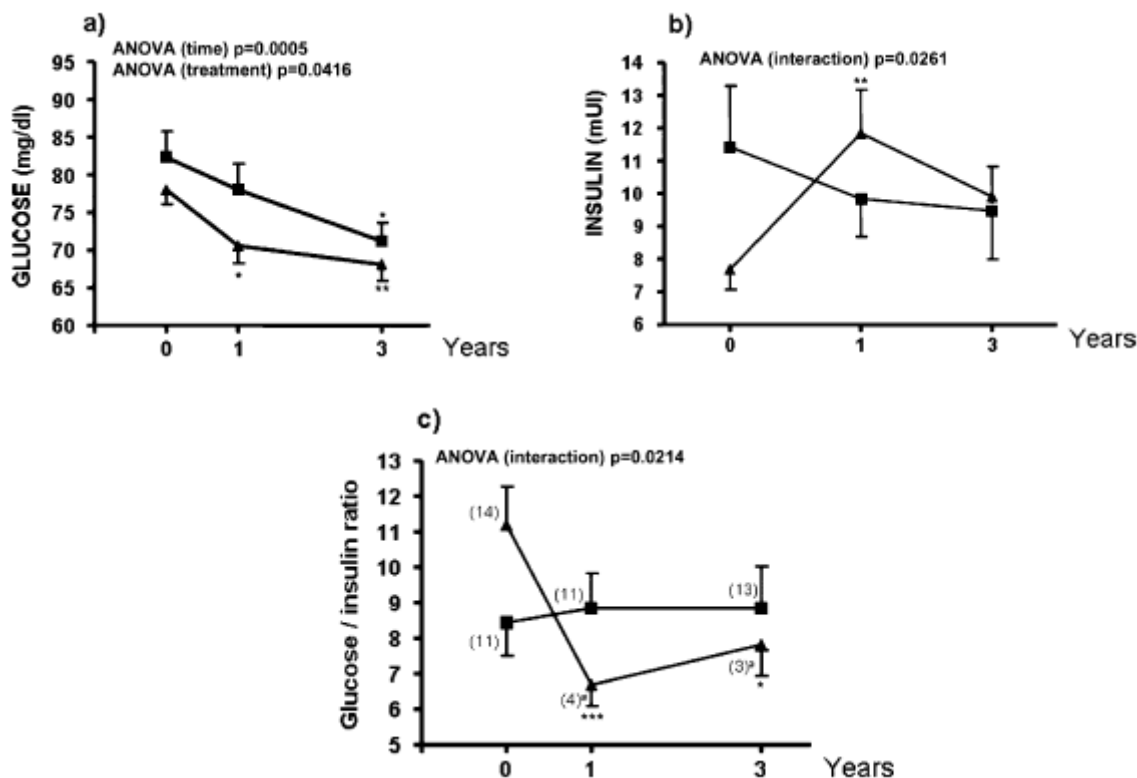 a)
ANOVA (time) p=0.0005
ANOVA (treatment) p=0.0416
GLUCOSE (mg/dl)
95
90
85
80
75
70
65
60
*
*
**
0 1 3 Years
b)
ANOVA (interaction) p=0.0261
INSULIN (mUI)
14
13
12
11
10
9
8
7
6
**
0 1 3 Years
c)
ANOVA (interaction) p=0.0214
Glucose / insulin ratio
13
12
11
10
9
8
7
6
5
(14)
(11)
(13)
(11)
(3)
(4)
*
***
0 1 3 Years